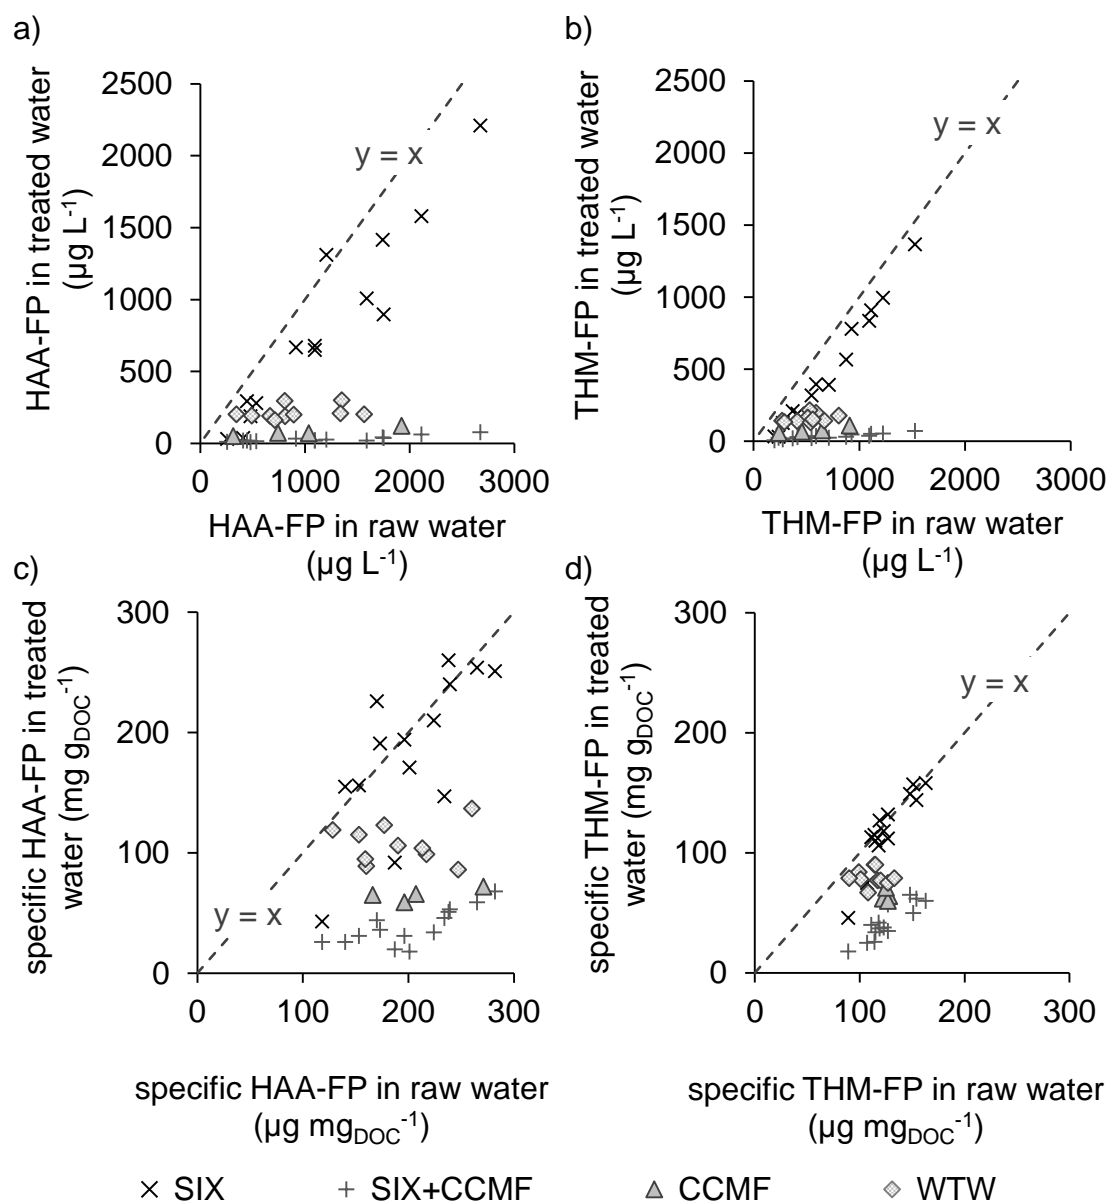 a)
HAA-FP in treated water
(µg L-1)
2500
2000
1500
1000
500
0
y = x
0 1000 2000 3000
HAA-FP in raw water
(µg L-1)
b)
THM-FP in treated water
(µg L-1)
2500
2000
1500
1000
500
0
y = x
0 1000 2000 3000
THM-FP in raw water
(µg L-1)
c)
specific HAA-FP in treated
water (mg gDOC-1)
300
200
100
0
y = x
0 100 200 300
specific HAA-FP in raw water
(µg mgDOC-1)
d)
specific THM-FP in treated
water (mg gDOC-1)
300
200
100
0
y = x
0 100 200 300
specific THM-FP in raw water
(µg mgDOC-1)
SIX SIX+CCMF CCMF WTW